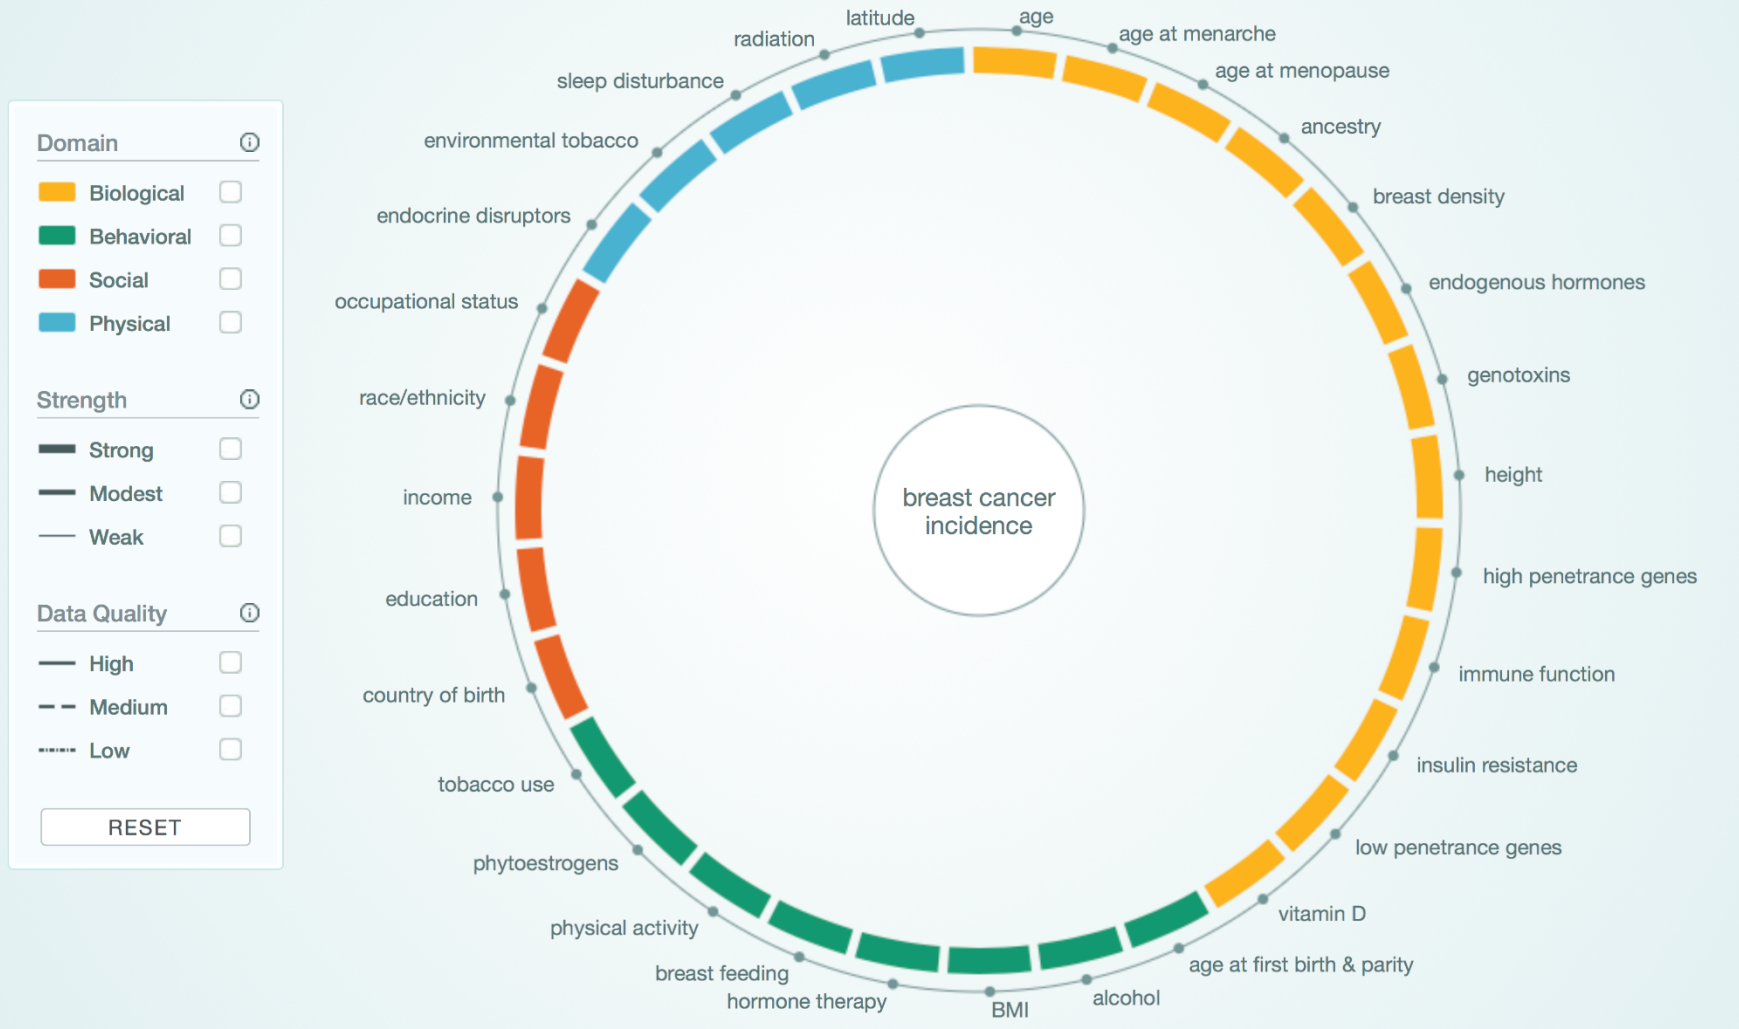 Domain
Biological
Behavioral
Social
Physical
Strength
Strong
Modest
Weak
Data Quality
High
Medium
Low
RESET
age
age at menarche
age at menopause
ancestry
breast density
endogenous hormones
genotoxins
height
high penetrance genes
immune function
insulin resistance
low penetrance genes
vitamin D
age at first birth & parity
alcohol
BMI
hormone therapy
breast feeding
physical activity
phytoestrogens
tobacco use
country of birth
education
income
race/ethnicity
occupational status
endocrine disruptors
environmental tobacco
sleep disturbance
radiation
latitude
breast cancer
incidence